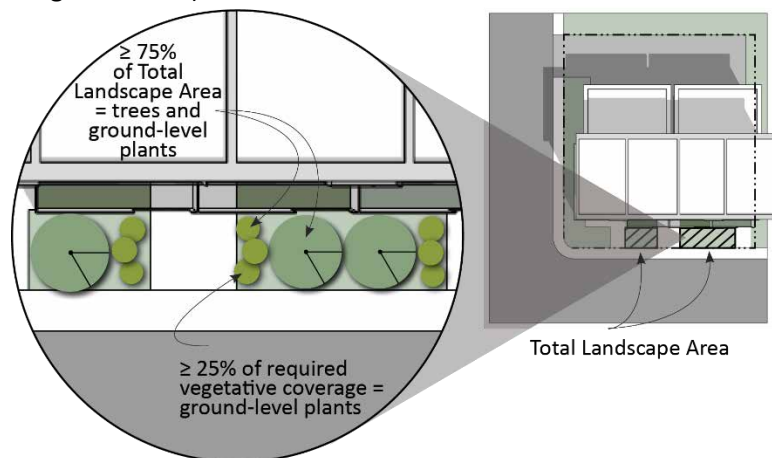 ≥ 75%
of Total
Landscape Area
= trees and
ground-level
plants
≥ 25% of required
vegetative coverage =
ground-level plants
Total Landscape Area